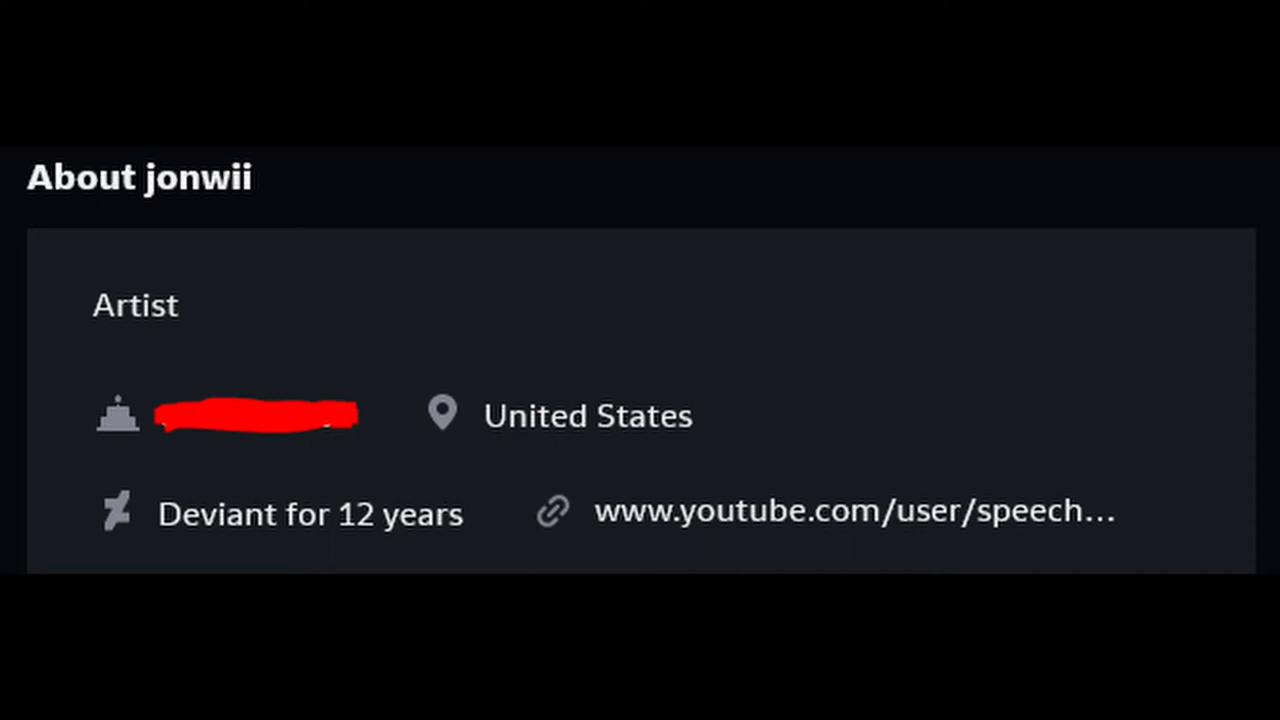 About jonwii
Artist
United States
Deviant for 12 years
www.youtube.com/user/speech...